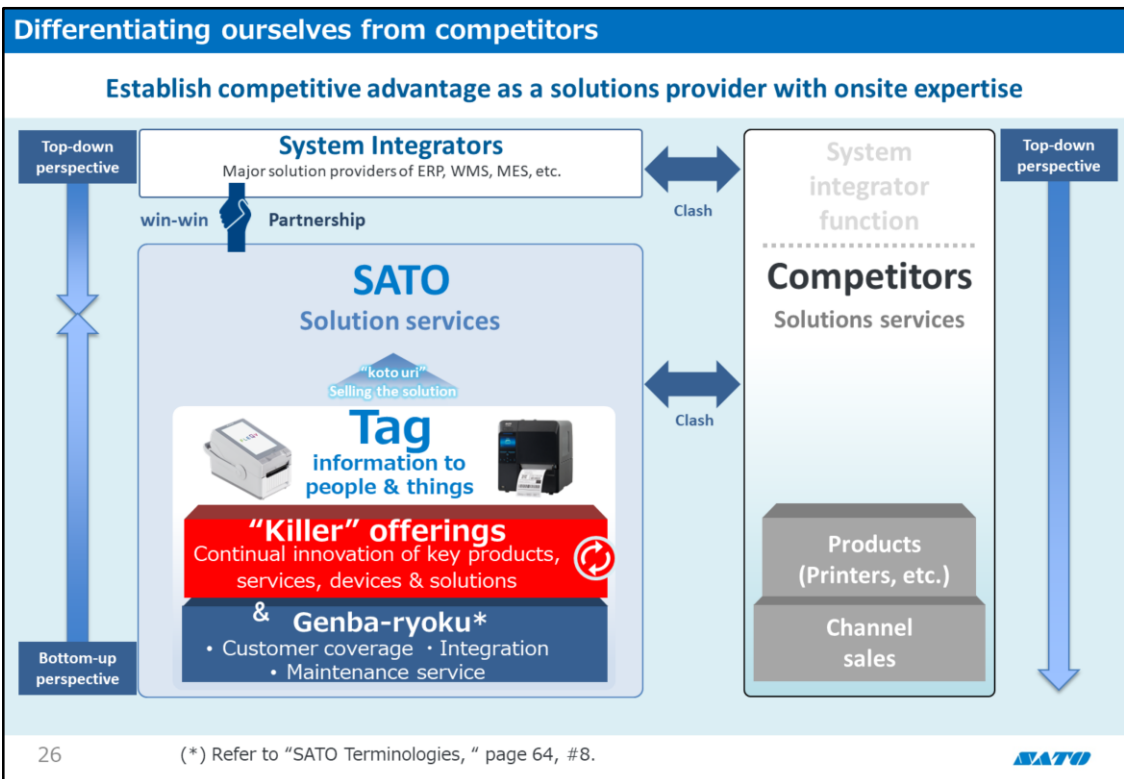 Differentiating ourselves from competitors
Establish competitive advantage as a solutions provider with onsite expertise
Top-down
perspective
System Integrators
Major solution providers of ERP, WMS, MES, etc.
win-win
Partnership
Clash
System
integrator
function
Top-down
perspective
SATO
Solution services
Competitors
Solutions services
"koto uri"
Selling the solution
Clash
Tag
information to
people & things
“Killer” offerings
Continual innovation of key products,
services, devices & solutions
& Genba-ryoku*
・Customer coverage ・Integration
・Maintenance service
Products
(Printers, etc.)
Channel
sales
Bottom-up
perspective
26
(*) Refer to “SATO Terminologies, “ page 64, #8.
SATO